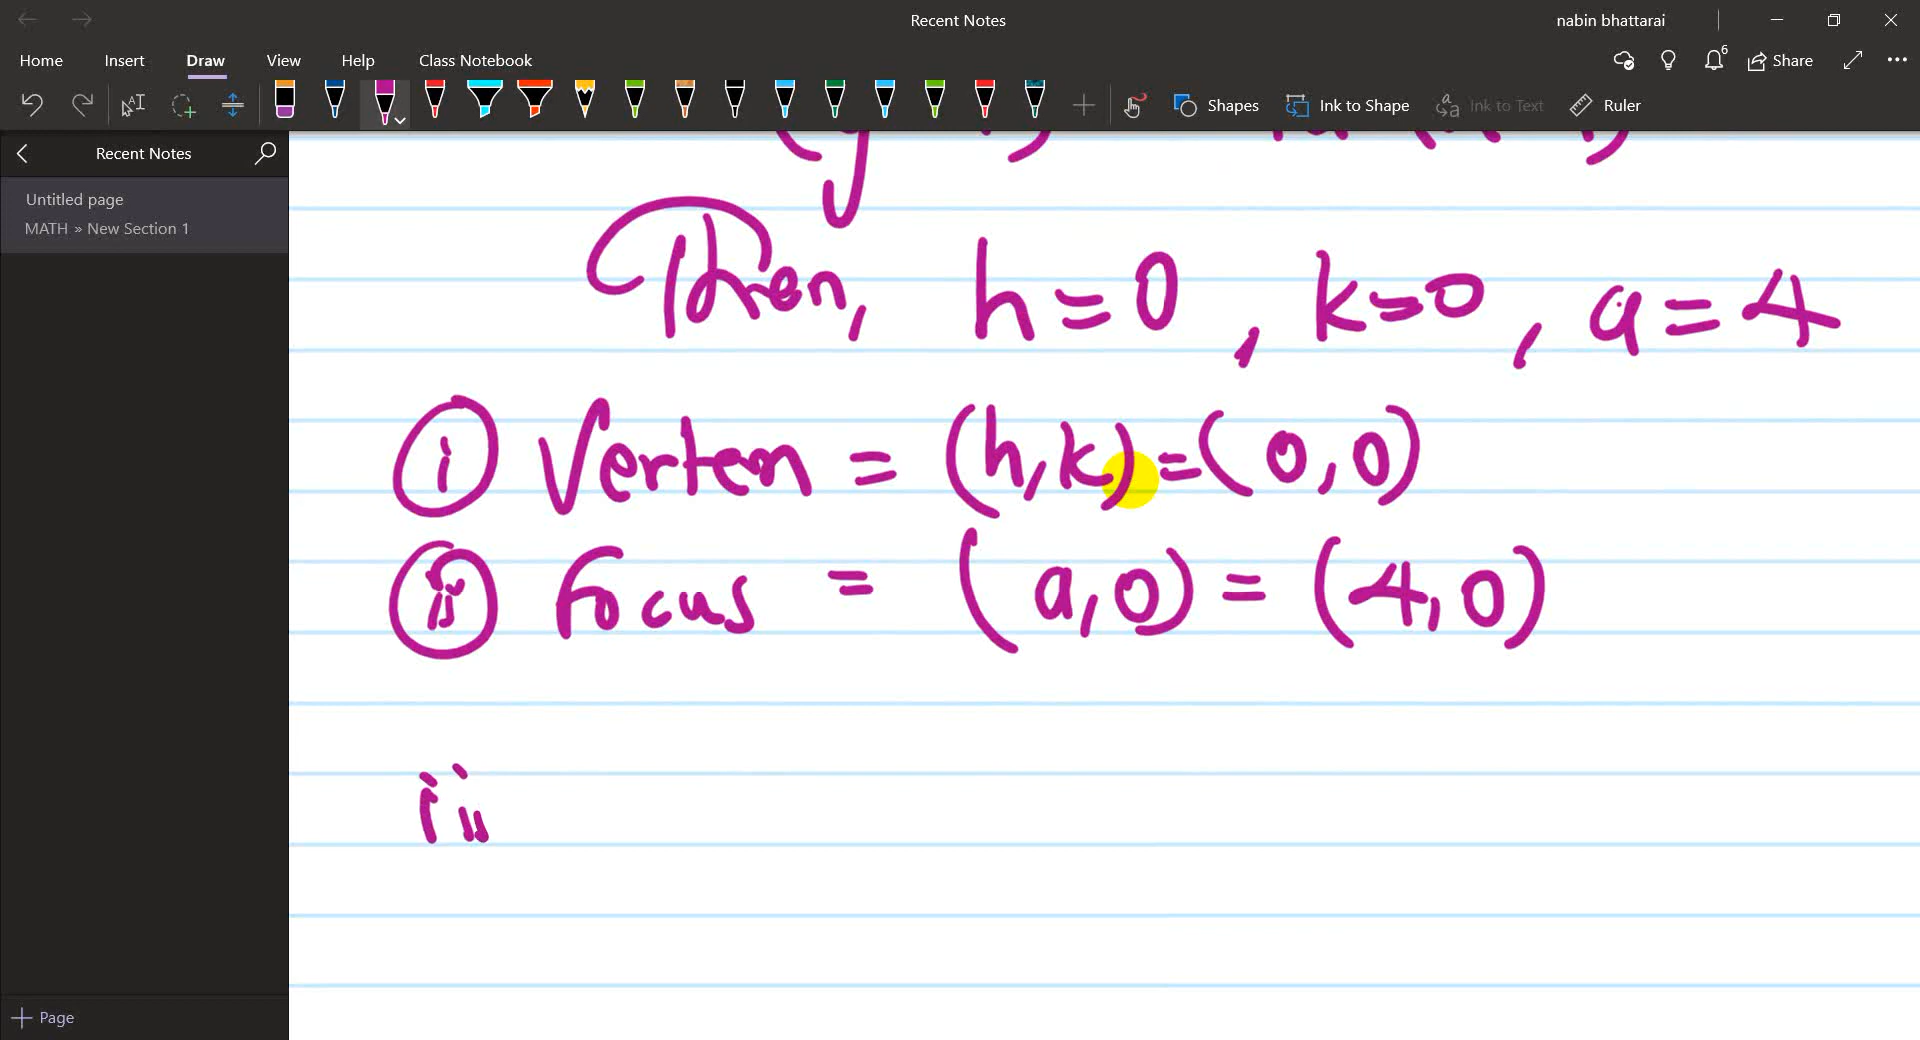 Recent Notes
nabin bhattarai
Home Insert Draw View Help Class Notebook
6
Share
Shapes Ink to Shape Ink to Text Ruler
Recent Notes
Untitled page
MATH » New Section 1
Then, h=0, k=0, a=4
i Vertex = (h,k)=(0,0)
ii Focus = (a,0) = (4,0)
iii
Page